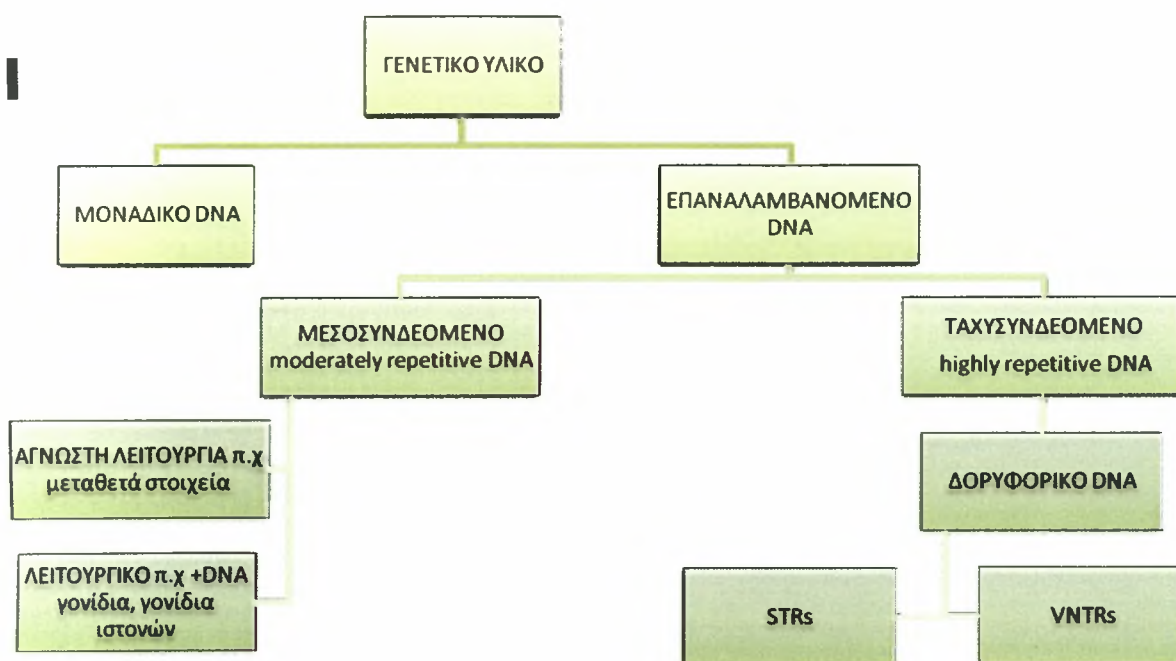 ΓΕΝΕΤΙΚΟ ΥΛΙΚΟ
ΜΟΝΑΔΙΚΟ DNA
ΕΠΑΝΑΛΑΜΒΑΝΟΜΕΝΟ
DNA
ΜΕΣΟΣΥΝΔΕΟΜΕΝΟ
moderately repetitive DNA
ΤΑΧΥΣΥΝΔΕΟΜΕΝΟ
highly repetitive DNA
ΑΓΝΩΣΤΗ ΛΕΙΤΟΥΡΓΙΑ π.χ
μεταθετά στοιχεία
ΛΕΙΤΟΥΡΓΙΚΟ π.χ +DNA
γονίδια, γονίδια
ιστονών
ΔΟΡΥΦΟΡΙΚΟ DNA
STRs
VNTRs